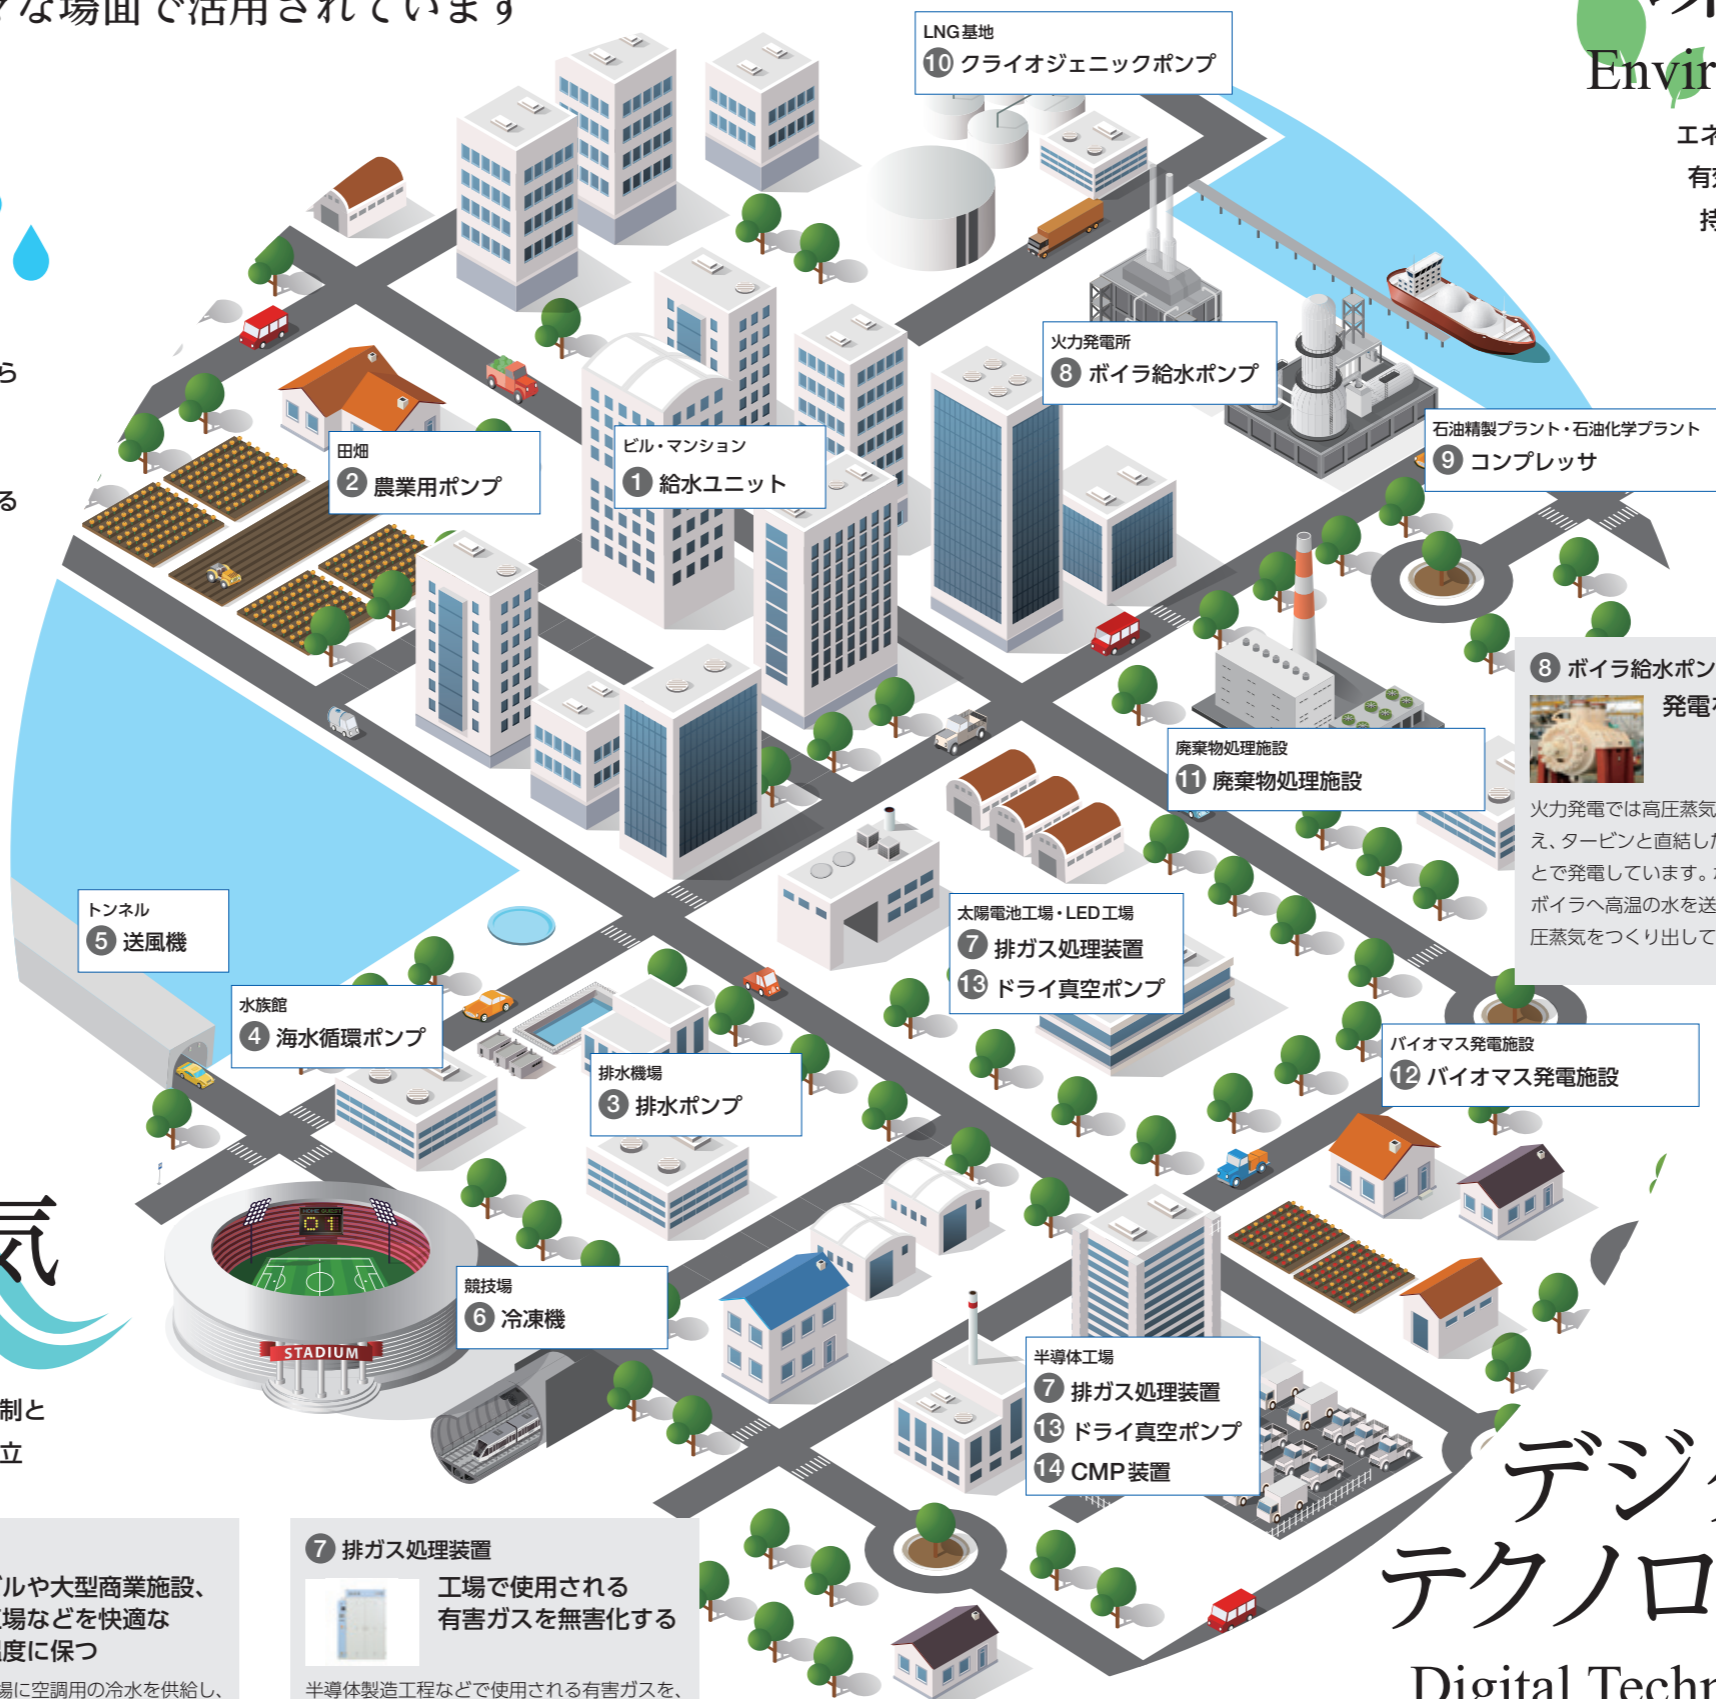 な場面で活用されています
LNG基地
10 クライオジェニックポンプ
Envir
エネ
有効
持
ら
る
火力発電所
8 ボイラ給水ポンプ
石油精製プラント・石油化学プラント
9 コンプレッサ
田畑
2 農業用ポンプ
ビル・マンション
1 給水ユニット
8 ボイラ給水ポン
発電を
火力発電では高圧蒸気
え、タービンと直結した
とで発電しています。
ボイラへ高温の水を送
圧蒸気をつくり出して
廃棄物処理施設
11 廃棄物処理施設
トンネル
5 送風機
太陽電池工場・LED工場
7 排ガス処理装置
13 ドライ真空ポンプ
水族館
4 海水循環ポンプ
排水機場
3 排水ポンプ
バイオマス発電施設
12 バイオマス発電施設
気
HOME GUEST
01
STADIUM
競技場
6 冷凍機
半導体工場
7 排ガス処理装置
13 ドライ真空ポンプ
14 CMP装置
制と
立
ルや大型商業施設、
場などを快適な
度に保つ
場に空調用の冷水を供給し、
7 排ガス処理装置
工場で使用される
有害ガスを無害化する
半導体製造工程などで使用される有害ガスを、
デジタ
テクノロ
Digital Techn